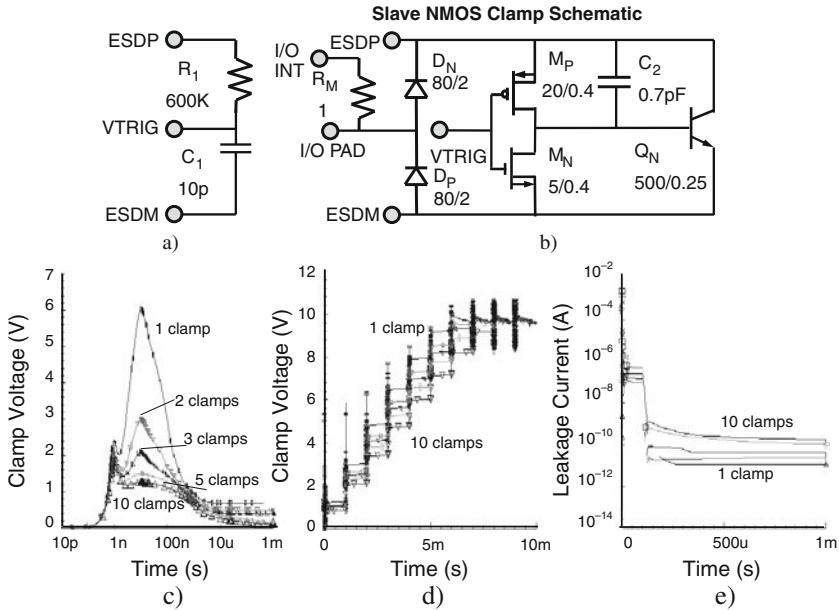 Slave NMOS Clamp Schematic
ESDP
R1
600K
VTRIG
C1
10p
ESDM
a)
I/O
INT
ESDP
RM
1
I/O PAD
DN
80/2
VTRIG
DP
80/2
ESDM
MP
20/0.4
MN
5/0.4
C2
0.7pF
QN
500/0.25
b)
Clamp Voltage (V)
7
6
5
4
3
2
1
0
1 clamp
2 clamps
3 clamps
5 clamps
10 clamps
10p 1n 100n 10u 1m
Time (s)
c)
Clamp Voltage (V)
12
10
8
6
4
2
0
1 clamp
10 clamps
0 5m 10m
Time (s)
d)
Leakage Current (A)
10−2
10−4
10−6
10−8
10−10
10−12
10−14
10 clamps
1 clamp
0 500u 1m
Time (s)
e)